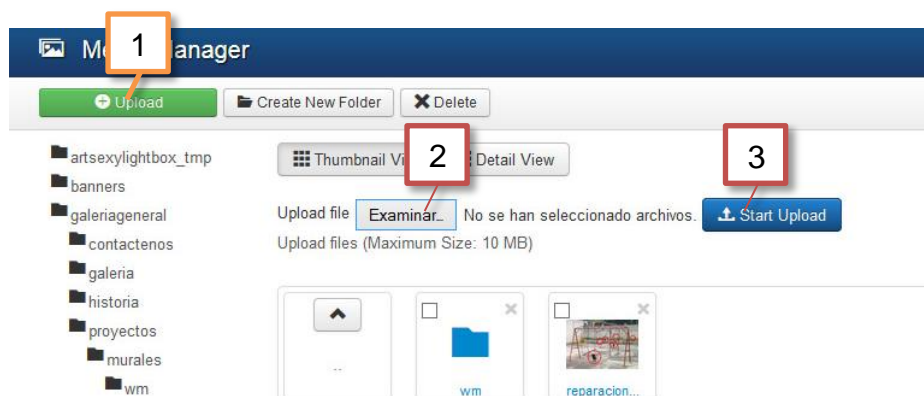 1
Me anager
Upload Create New Folder Delete
artsexylightbox_tmp
banners
galeriageneral
contactenos
galeria
historia
proyectos
murales
wm
Thumbnail Vi 2 Detail View 3
Upload file Examinar... No se han seleccionado archivos. Start Upload
Upload files (Maximum Size: 10 MB)
..
wm
reparacion...